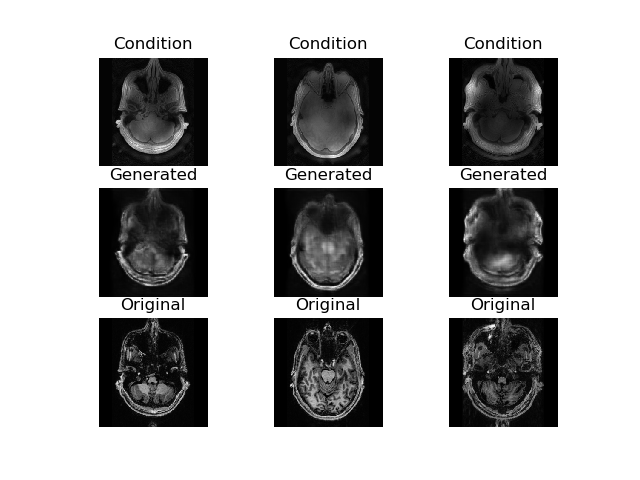 Condition Condition Condition
Generated Generated Generated
Original Original Original